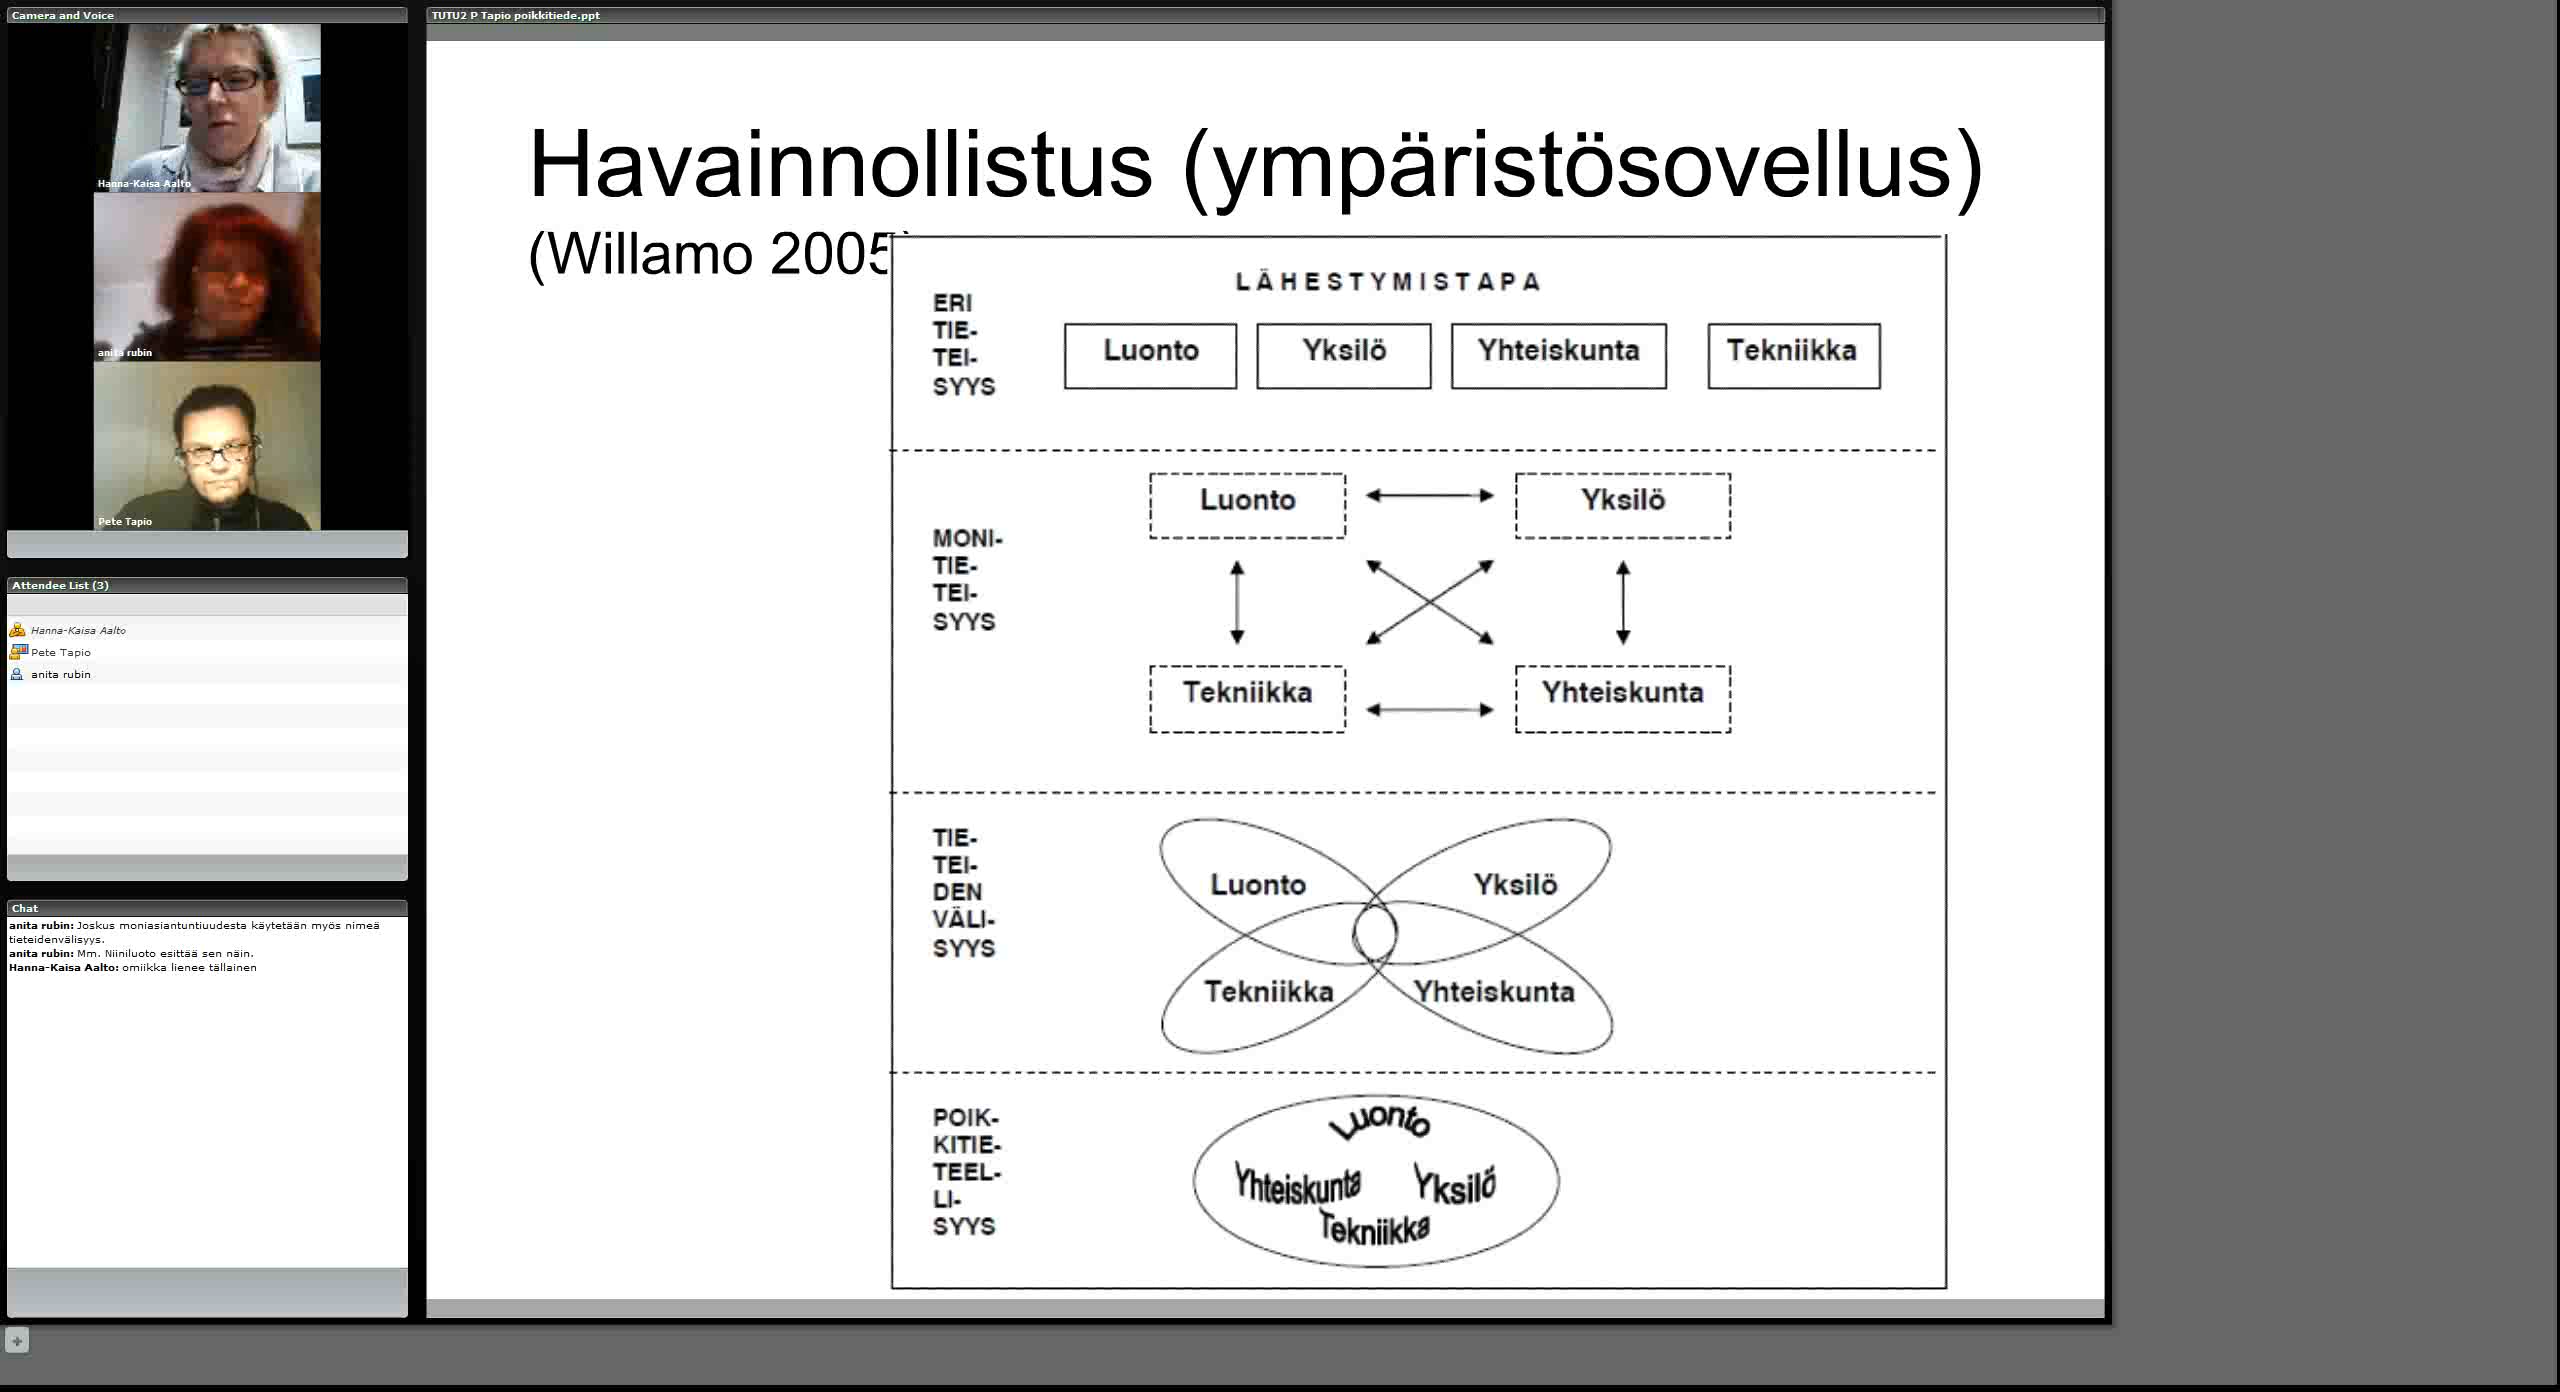 Camera and Voice
Hanna-Kaisa Aalto
anita rubin
Pete Tapio
Attendee List (3)
Hanna-Kaisa Aalto
Pete Tapio
anita rubin
Chat
anita rubin: Joskus moniasiantuntiuudesta käytetään myös nimeä
tieteidenvälisyys.
anita rubin: Mm. Niiniluoto esittää sen näin.
Hanna-Kaisa Aalto: omiikka lienee tällainen
TUTU2 P Tapio poikkitiede.ppt
Havainnollistus (ympäristösovellus)
(Willamo 2005)
LÄHESTYMISTAPA
ERI
TIE-
TEI-
SYYS
Luonto Yksilö Yhteiskunta Tekniikka
MONI-
TIE-
TEI-
SYYS
Luonto Yksilö
Tekniikka Yhteiskunta
TIE-
TEI-
DEN
VÄLI-
SYYS
Luonto Yksilö
Tekniikka Yhteiskunta
POIK-
KITIE-
TEEL-
LI-
SYYS
Luonto
Yhteiskunta Yksilö
Tekniikka